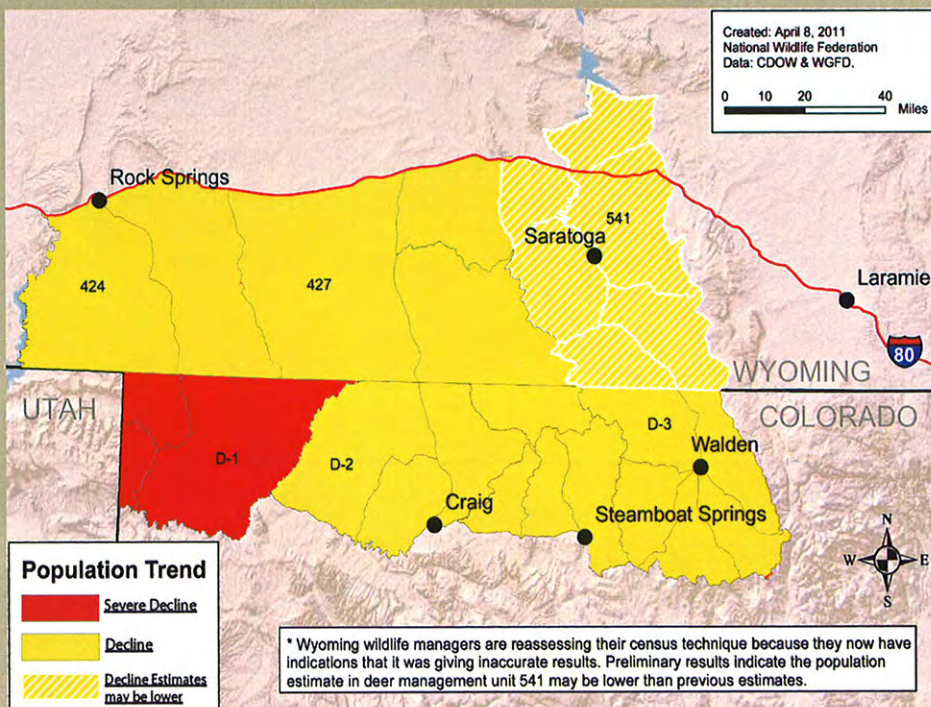 Created: April 8, 2011
National Wildlife Federation
Data: CDOW & WGFD.
0 10 20 40
Miles
Rock Springs
541
Saratoga
424
427
Laramie
80
WYOMING
UTAH
COLORADO
D-1
D-2
D-3
Walden
Craig
Steamboat Springs
N
W E
S
Population Trend
Severe Decline
Decline
Decline Estimates
may be lower
* Wyoming wildlife managers are reassessing their census technique because they now have
indications that it was giving inaccurate results. Preliminary results indicate the population
estimate in deer management unit 541 may be lower than previous estimates.